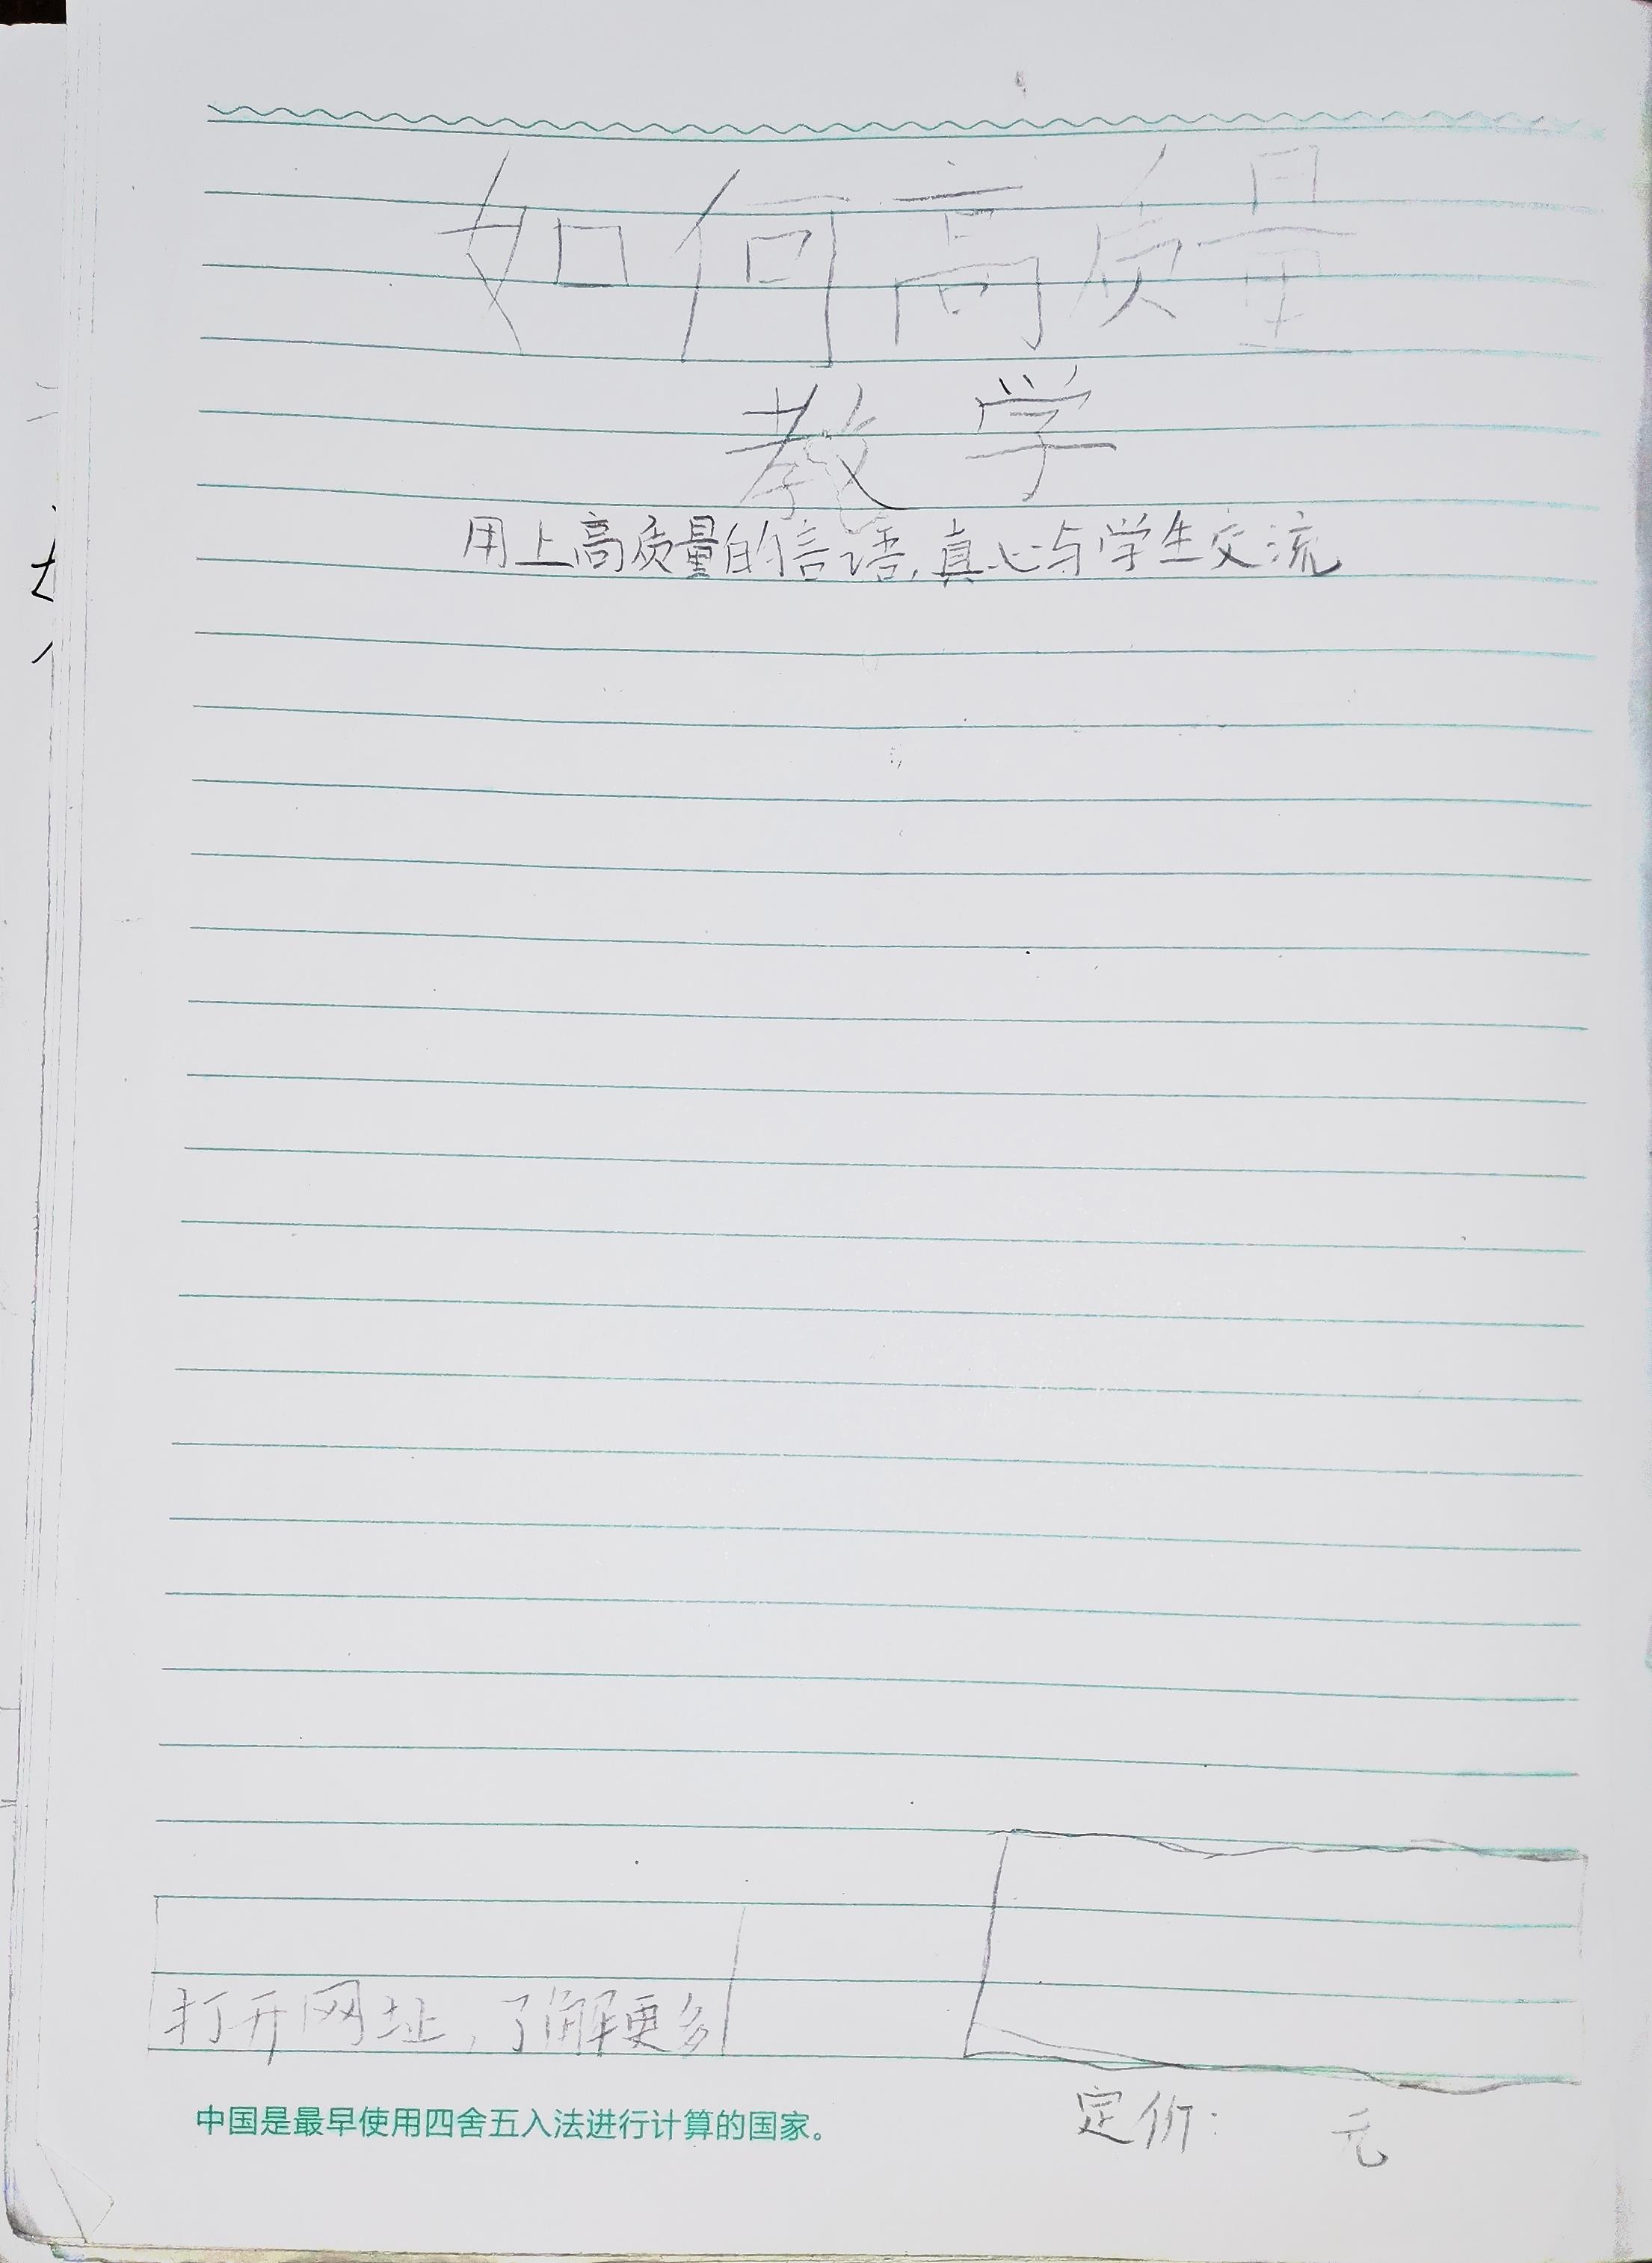 如何高质量
教学
用上高质量的信语，真心与学生交流
打开网址，了解更多
定价： 元
中国是最早使用四舍五入法进行计算的国家。